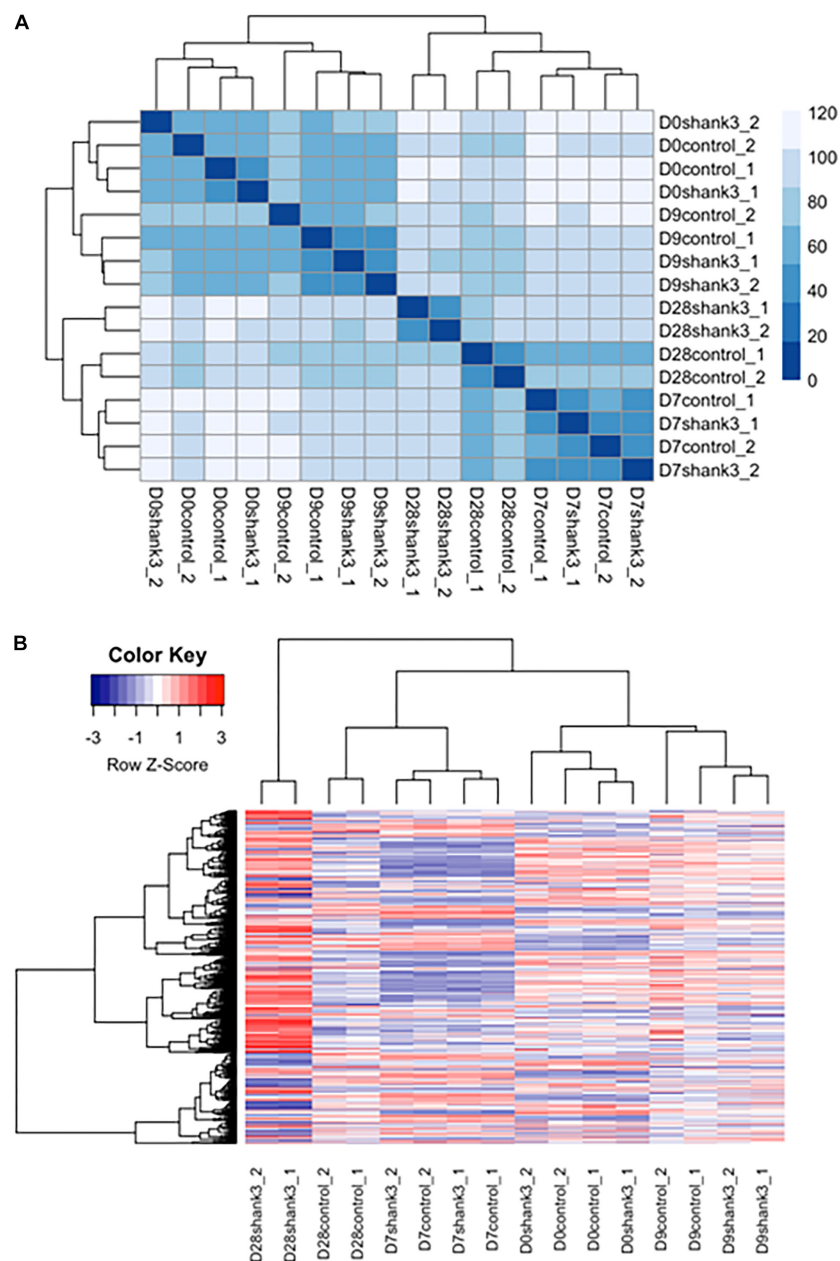 A
D0shank3_2
D0control_2
D0control_1
D0shank3_1
D9control_2
D9control_1
D9shank3_1
D9shank3_2
D28shank3_1
D28shank3_2
D28control_1
D28control_2
D7control_1
D7shank3_1
D7control_2
D7shank3_2
120
100
80
60
40
20
0
D0shank3_2
D0control_2
D0control_1
D0shank3_1
D9control_2
D9control_1
D9shank3_1
D9shank3_2
D28shank3_1
D28shank3_2
D28control_1
D28control_2
D7control_1
D7shank3_1
D7control_2
D7shank3_2
B
Color Key
-3 -1 1 3
Row Z-Score
D28shank3_2
D28shank3_1
D28control_2
D28control_1
D7shank3_2
D7control_2
D7shank3_1
D7control_1
D0shank3_2
D0control_2
D0control_1
D0shank3_1
D9control_2
D9control_1
D9shank3_2
D9shank3_1